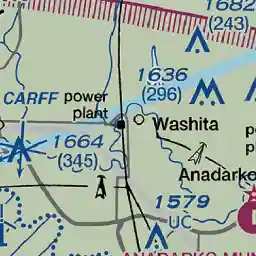 1682
(243)
1636
(296)
CARFF
power
plant
Washita
1664
(345)
Anadarko
1579
UC